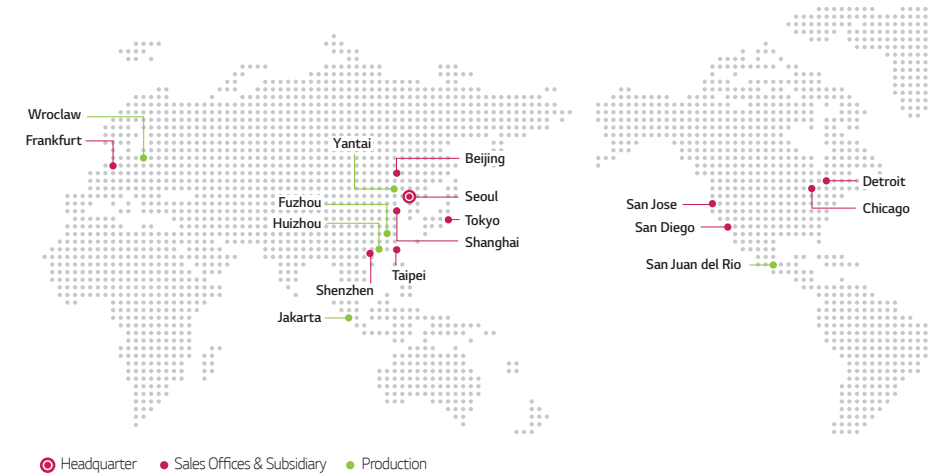 Wroclaw
Frankfurt
Yantai
Beijing
Seoul
Fuzhou
Huizhou
Tokyo
Shanghai
Taipei
Shenzhen
Jakarta
Detroit
San Jose
Chicago
San Diego
San Juan del Rio
Headquarter
Sales Offices & Subsidiary
Production